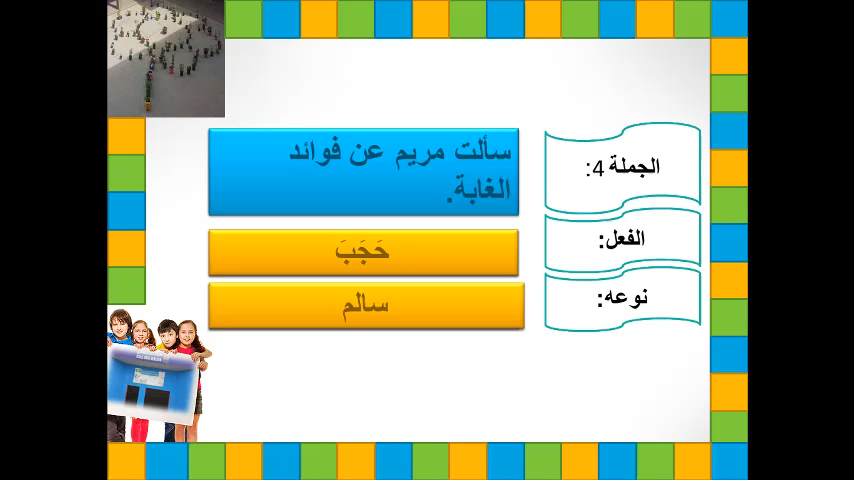 الجملة 4:
سألت مريم عن فوائد
الغابة.
الفعل:
حَجَبَ
نوعه:
سالم